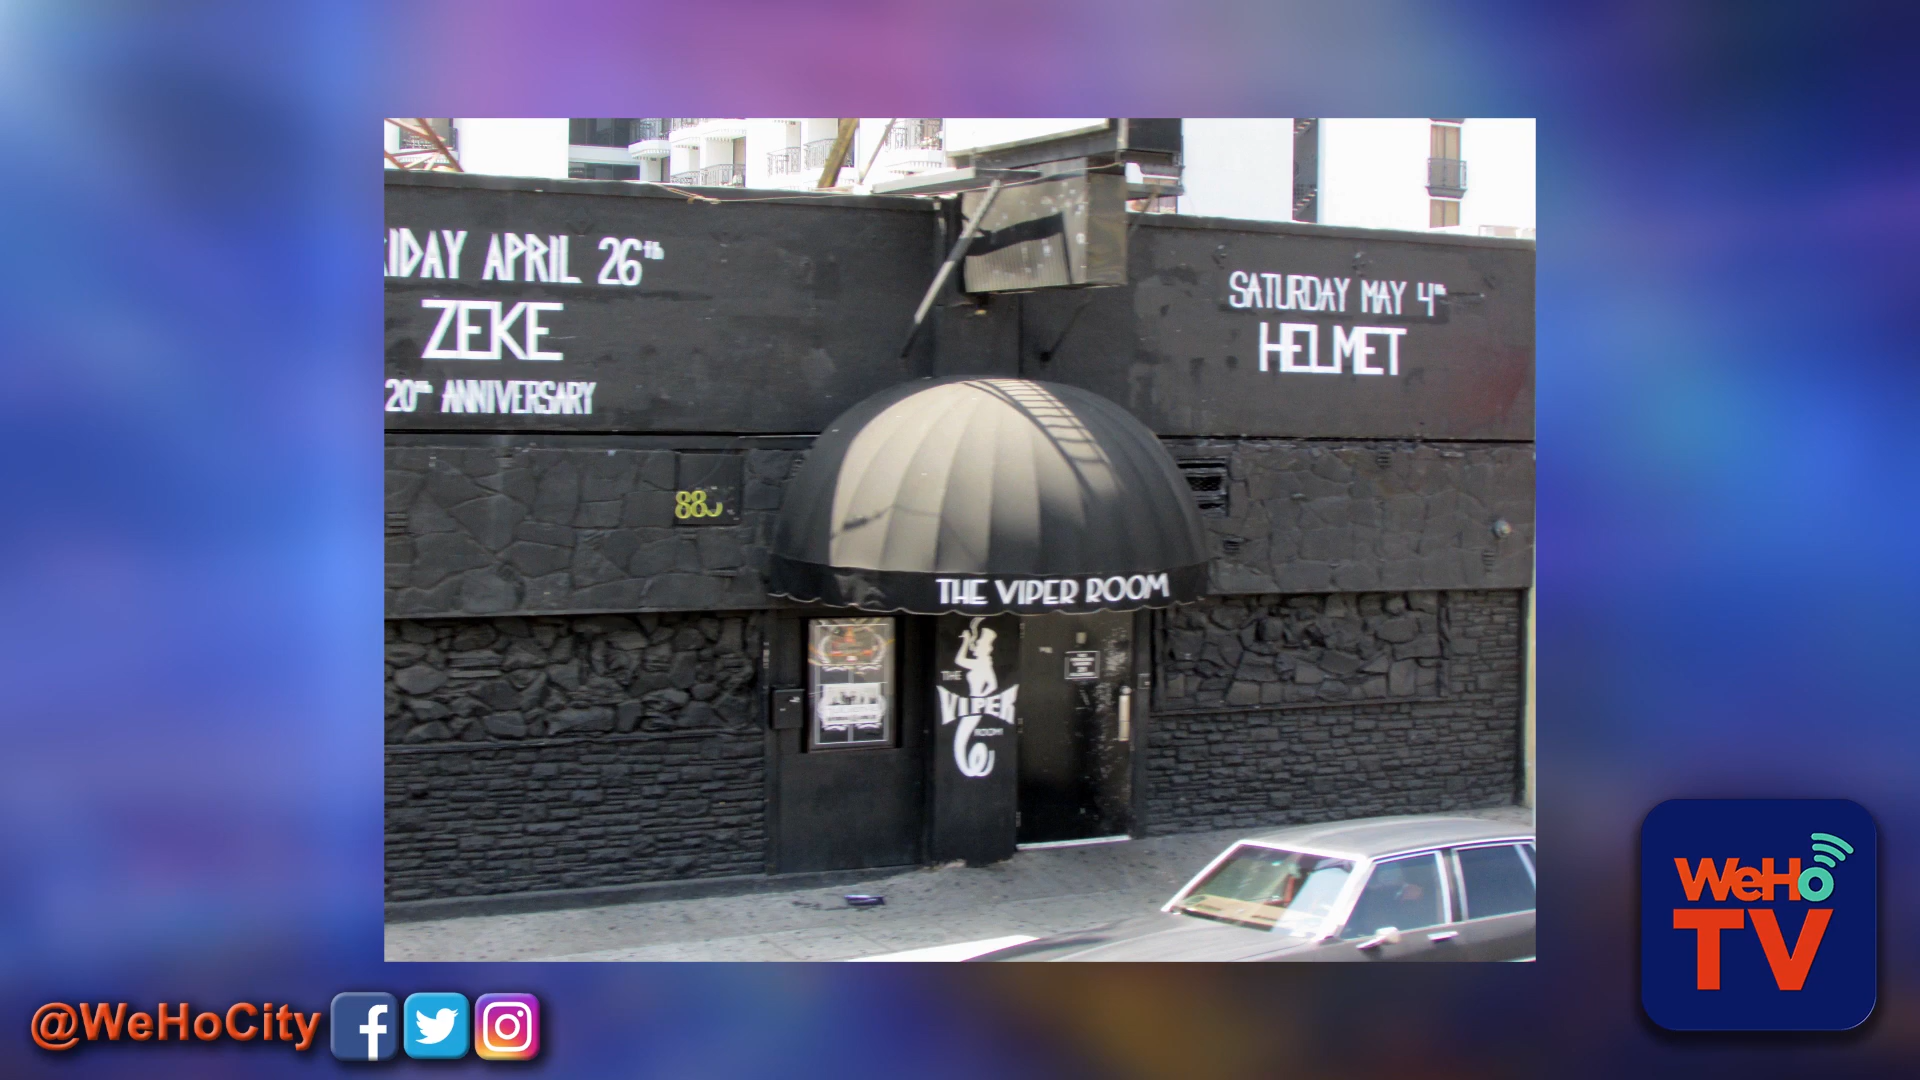 IDAY APRIL 26th
ZEKE
20th ANNIVERSARY
SATURDAY MAY 4th
HELMET
THE VIPER ROOM
THE
VIPER
ROOM
WeHo
TV
@WeHoCity